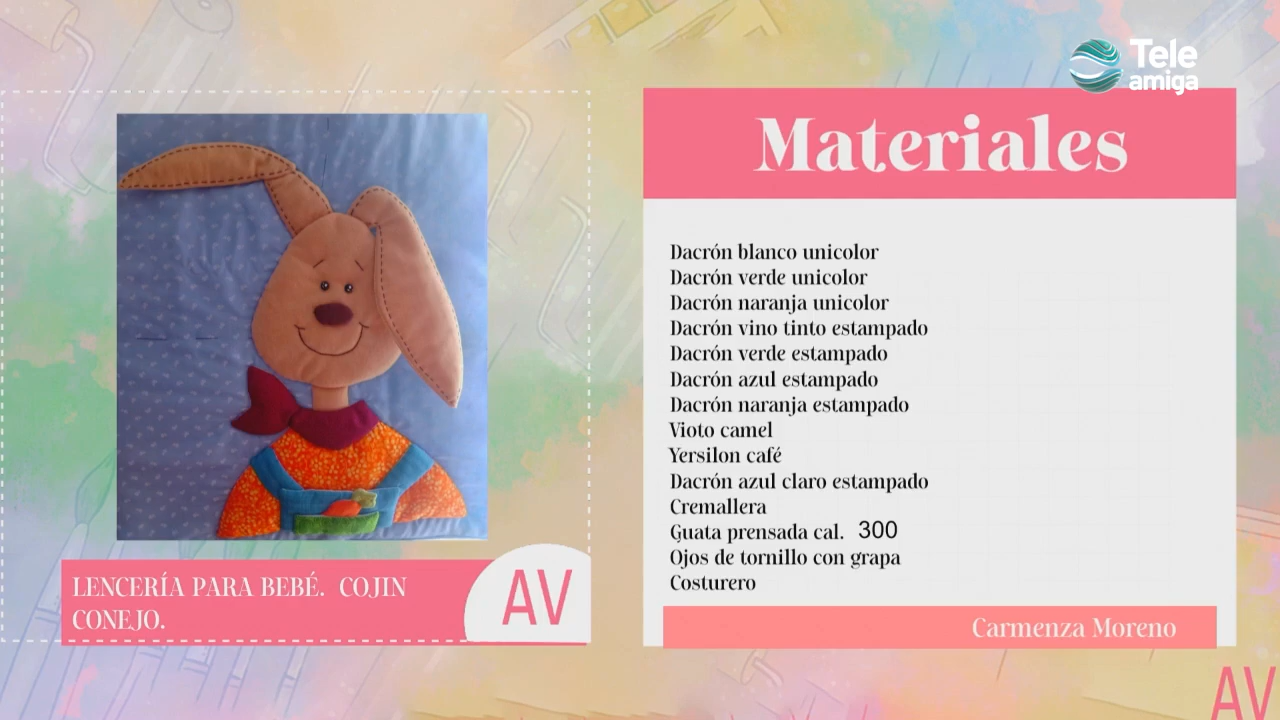 Tele
amiga
Materiales
Dacrón blanco unicolor
Dacrón verde unicolor
Dacrón naranja unicolor
Dacrón vino tinto estampado
Dacrón verde estampado
Dacrón azul estampado
Dacrón naranja estampado
Vioto camel
Yersilon café
Dacrón azul claro estampado
Cremallera
Guata prensada cal. 300
Ojos de tornillo con grapa
Costurero
Carmenza Moreno
LENCERÍA PARA BEBÉ. COJIN
CONEJO.
AV
AV